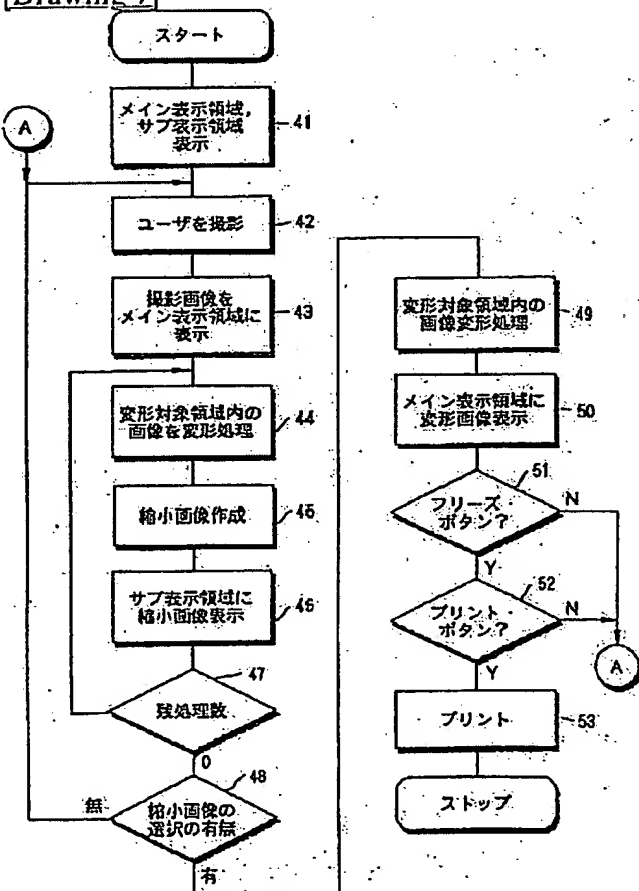 スタート
メイン表示領域,
サブ表示領域
表示
41
A
ユーザを撮影
42
撮影画像を
メイン表示領域に
表示
43
変形対象領域内の
画像を変形処理
44
縮小画像作成
45
サブ表示領域に
縮小画像表示
46
47
残処理数
0
48
縮小画像の
選択の有無
無
有
変形対象領域内の
画像変形処理
49
メイン表示領域に
変形画像表示
50
51
フリーズ・
ボタン?
N
Y
52
プリント・
ボタン?
N
Y
A
プリント
53
ストップ